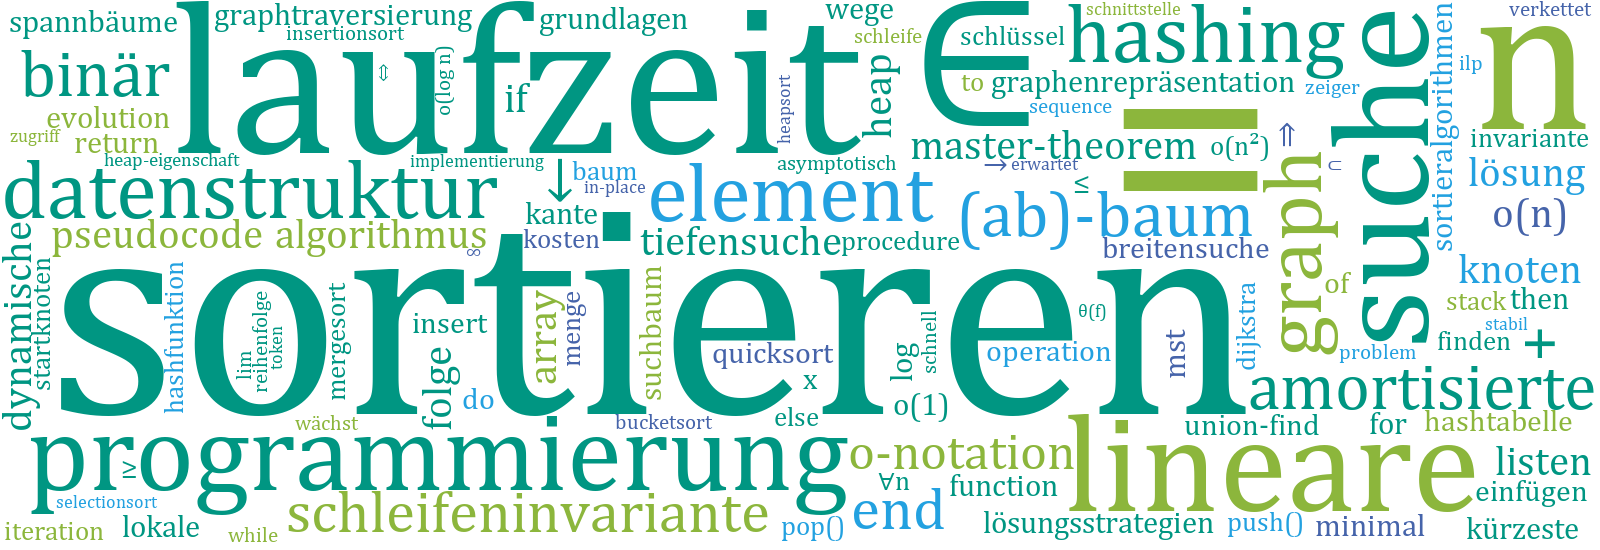 spannbäume
graphtraversierung
insertionsort
grundlagen
wege
schleife
schnittstelle
verkettet
binär
laufzeit
⇕
o(log n)
if
heapsort
heap
∈
schlüssel
hashing
suche
sortieralgorithmen
n
ilp
to
graphenrepräsentation
zeiger
sequence
evolution
zugriff
return
heap-eigenschaft
implementierung
↓
baum
in-place
asymptotisch
master-theorem
→
erwartet
≤
=
o(n²)
⇑
⊂
invariante
lösung
datenstruktur
element
(ab)-baum
graph
o(n)
kante
kosten
pseudocode
algorithmus
∞
tiefensuche
procedure
breitensuche
knoten
dynamische
startknoten
sortieren
hashfunktion
lim
reihenfolge
token
mergesort
insert
array
menge
suchbaum
quicksort
x
log
schnell
operation
θ(f)
mst
dijkstra
of
stack
then
stabil
finden
+
problem
folge
do
wächst
bucketsort
else
o(1)
amortisierte
union-find
for
hashtabelle
programmierung
≥
selectionsort
o-notation
lineare
listen
einfügen
∀n
function
schleifeninvariante
end
iteration
lokale
while
pop()
lösungsstrategien
push()
minimal
kürzeste